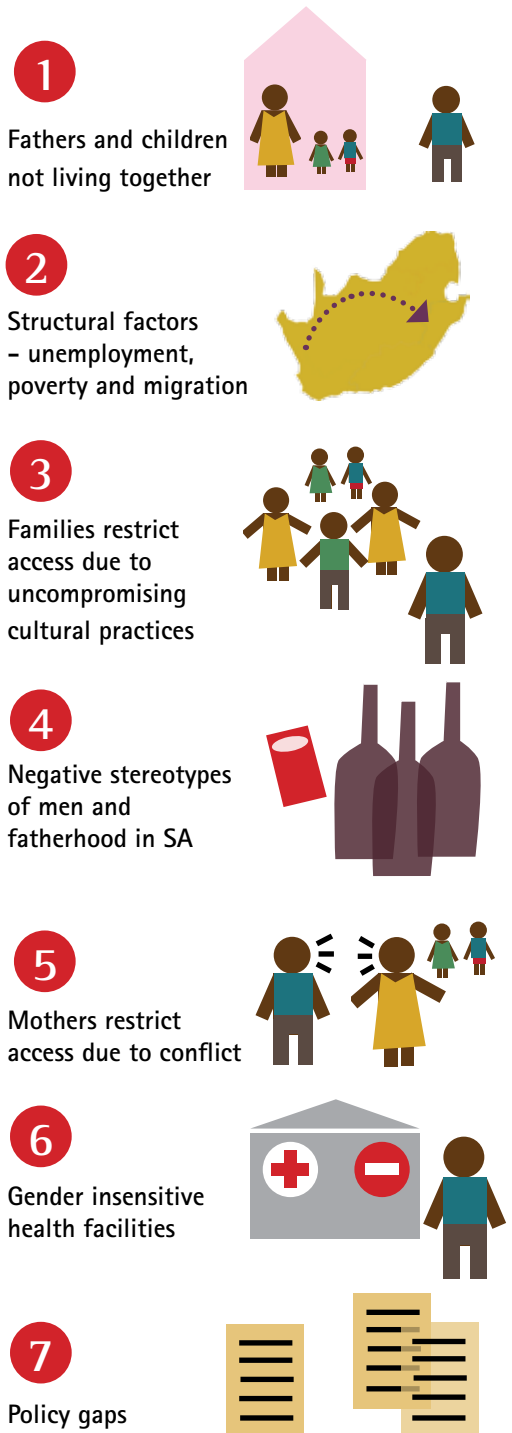 1
Fathers and children
not living together
2
Structural factors
– unemployment,
poverty and migration
3
Families restrict
access due to
uncompromising
cultural practices
4
Negative stereotypes
of men and
fatherhood in SA
5
Mothers restrict
access due to conflict
6
Gender insensitive
health facilities
7
Policy gaps